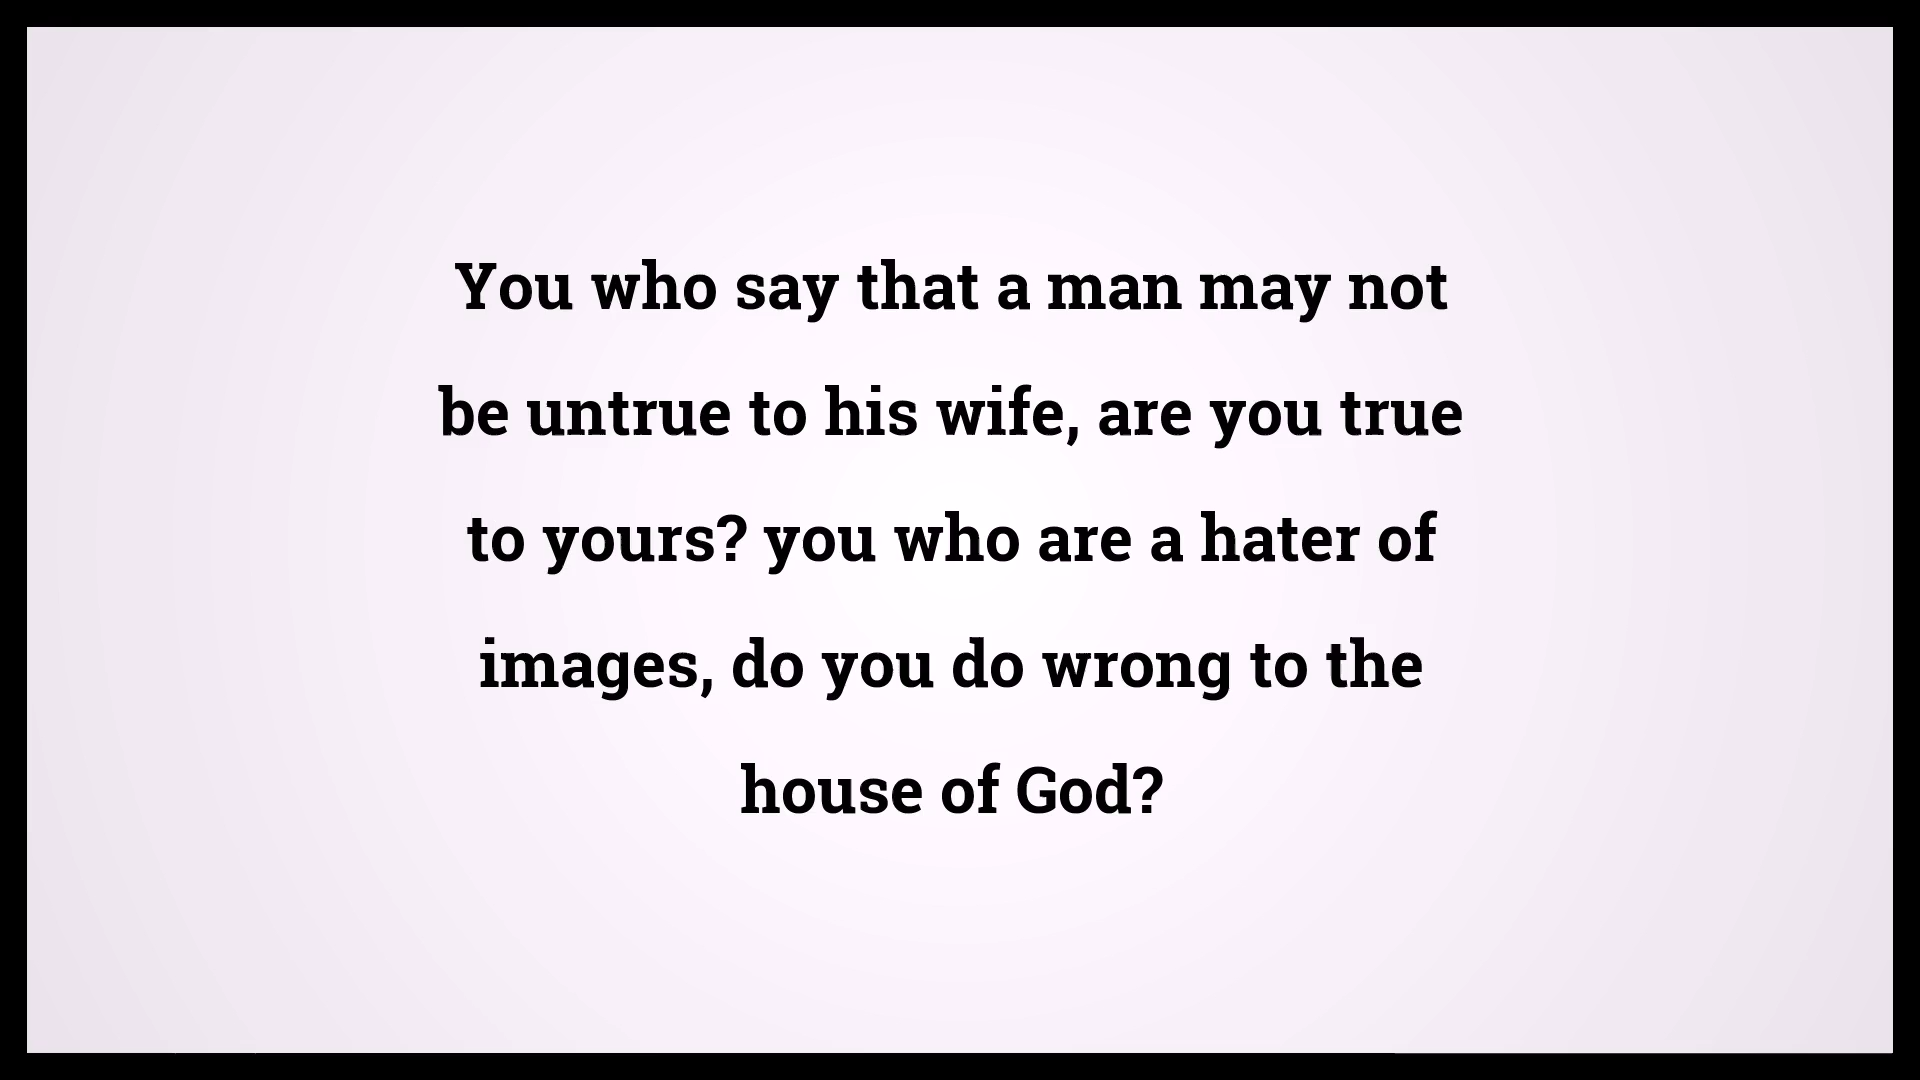 You who say that a man may not
be untrue to his wife, are you true
to yours? you who are a hater of
images, do you do wrong to the
house of God?